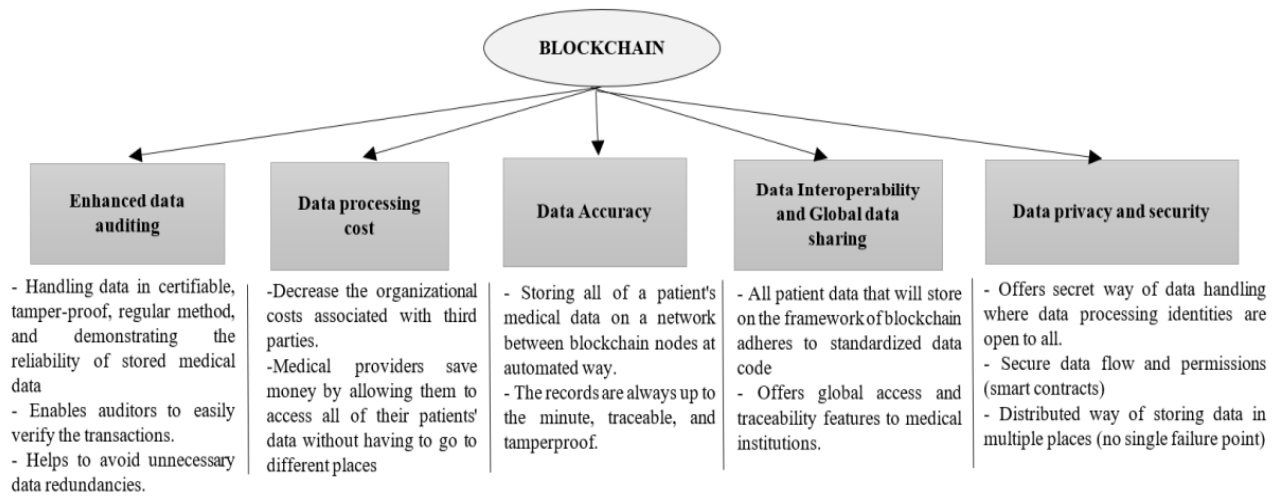 BLOCKCHAIN
Enhanced data
auditing
- Handling data in certifiable,
tamper-proof, regular method,
and demonstrating the
reliability of stored medical
data
- Enables auditors to easily
verify the transactions.
- Helps to avoid unnecessary
data redundancies.
Data processing
cost
-Decrease the organizational
costs associated with third
parties.
-Medical providers save
money by allowing them to
access all of their patients'
data without having to go to
different places
Data Accuracy
- Storing all of a patient's
medical data on a network
between blockchain nodes at
automated way.
- The records are always up to
the minute, traceable, and
tamperproof.
Data Interoperability
and Global data
sharing
- All patient data that will store
on the framework of blockchain
adheres to standardized data
code
- Offers global access and
traceability features to medical
institutions.
Data privacy and security
- Offers secret way of data handling
where data processing identities are
open to all.
- Secure data flow and permissions
(smart contracts)
- Distributed way of storing data in
multiple places (no single failure point)